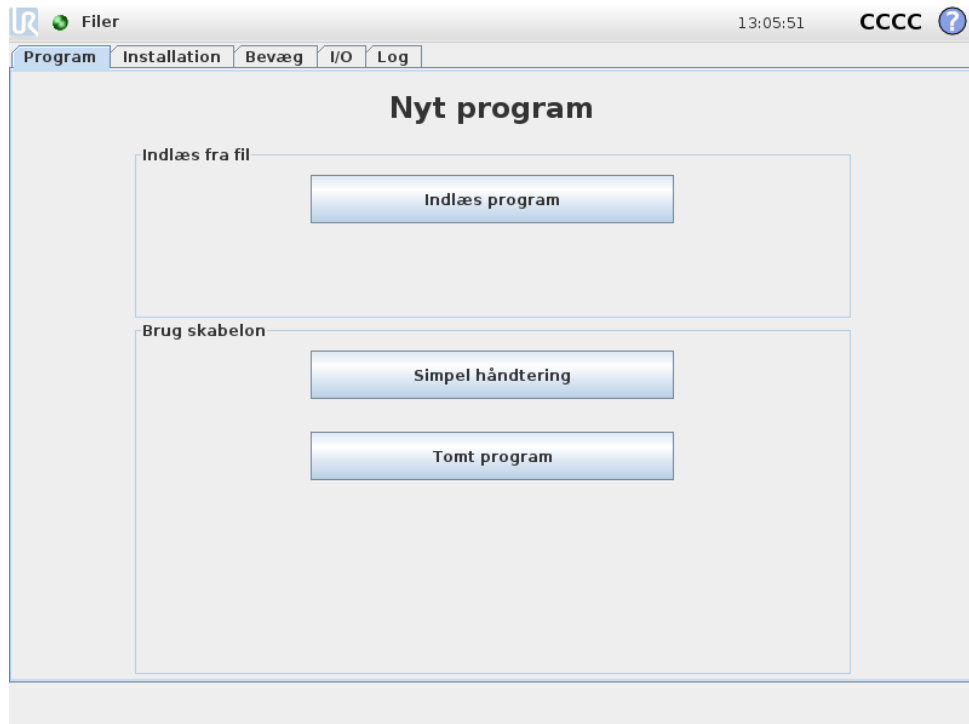 UR Filer 13:05:51 CCCC ?
Program Installation Bevæg I/O Log
Nyt program
Indlæs fra fil
Indlæs program
Brug skabelon
Simpel håndtering
Tomt program